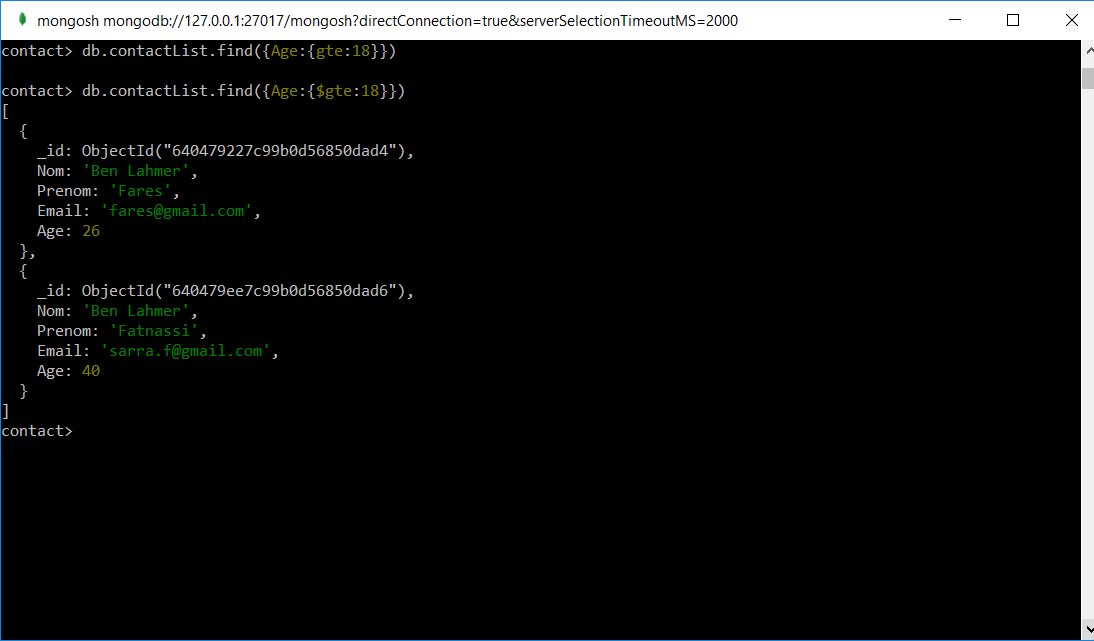 mongosh mongodb://127.0.0.1:27017/mongosh?directConnection=true&serverSelectionTimeoutMS=2000
contact> db.contactList.find({Age:{gte:18}})
contact> db.contactList.find({Age:{$gte:18}})
[
  {
    _id: ObjectId("640479227c99b0d56850dad4"),
    Nom: 'Ben Lahmer',
    Prenom: 'Fares',
    Email: 'fares@gmail.com',
    Age: 26
  },
  {
    _id: ObjectId("640479ee7c99b0d56850dad6"),
    Nom: 'Ben Lahmer',
    Prenom: 'Fatnassi',
    Email: 'sarra.f@gmail.com',
    Age: 40
  }
]
contact>